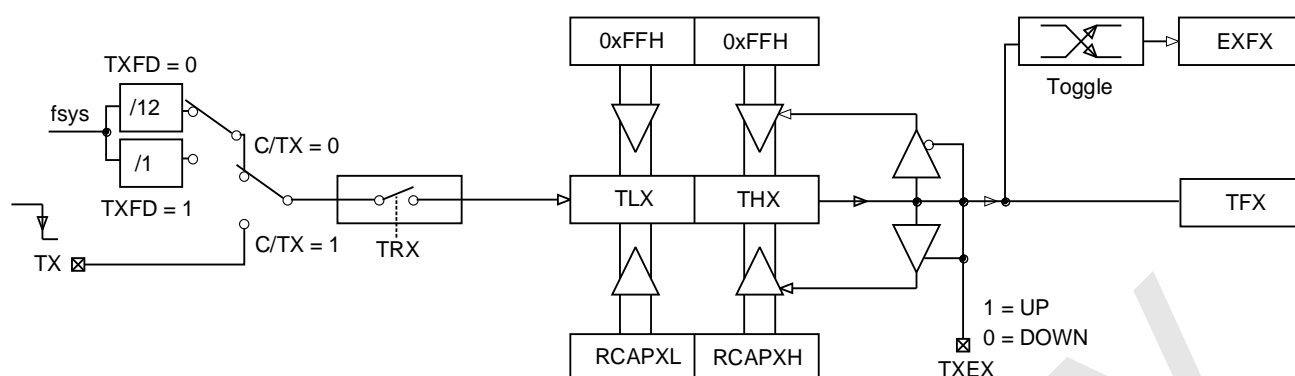 0xFFH 0xFFH
EXFX
TXFD = 0
Toggle
fsys
/12
C/TX = 0
/1
TLX THX
TFX
TXFD = 1
C/TX = 1
TRX
TX
1 = UP
0 = DOWN
RCAPXL RCAPXH
TXEX